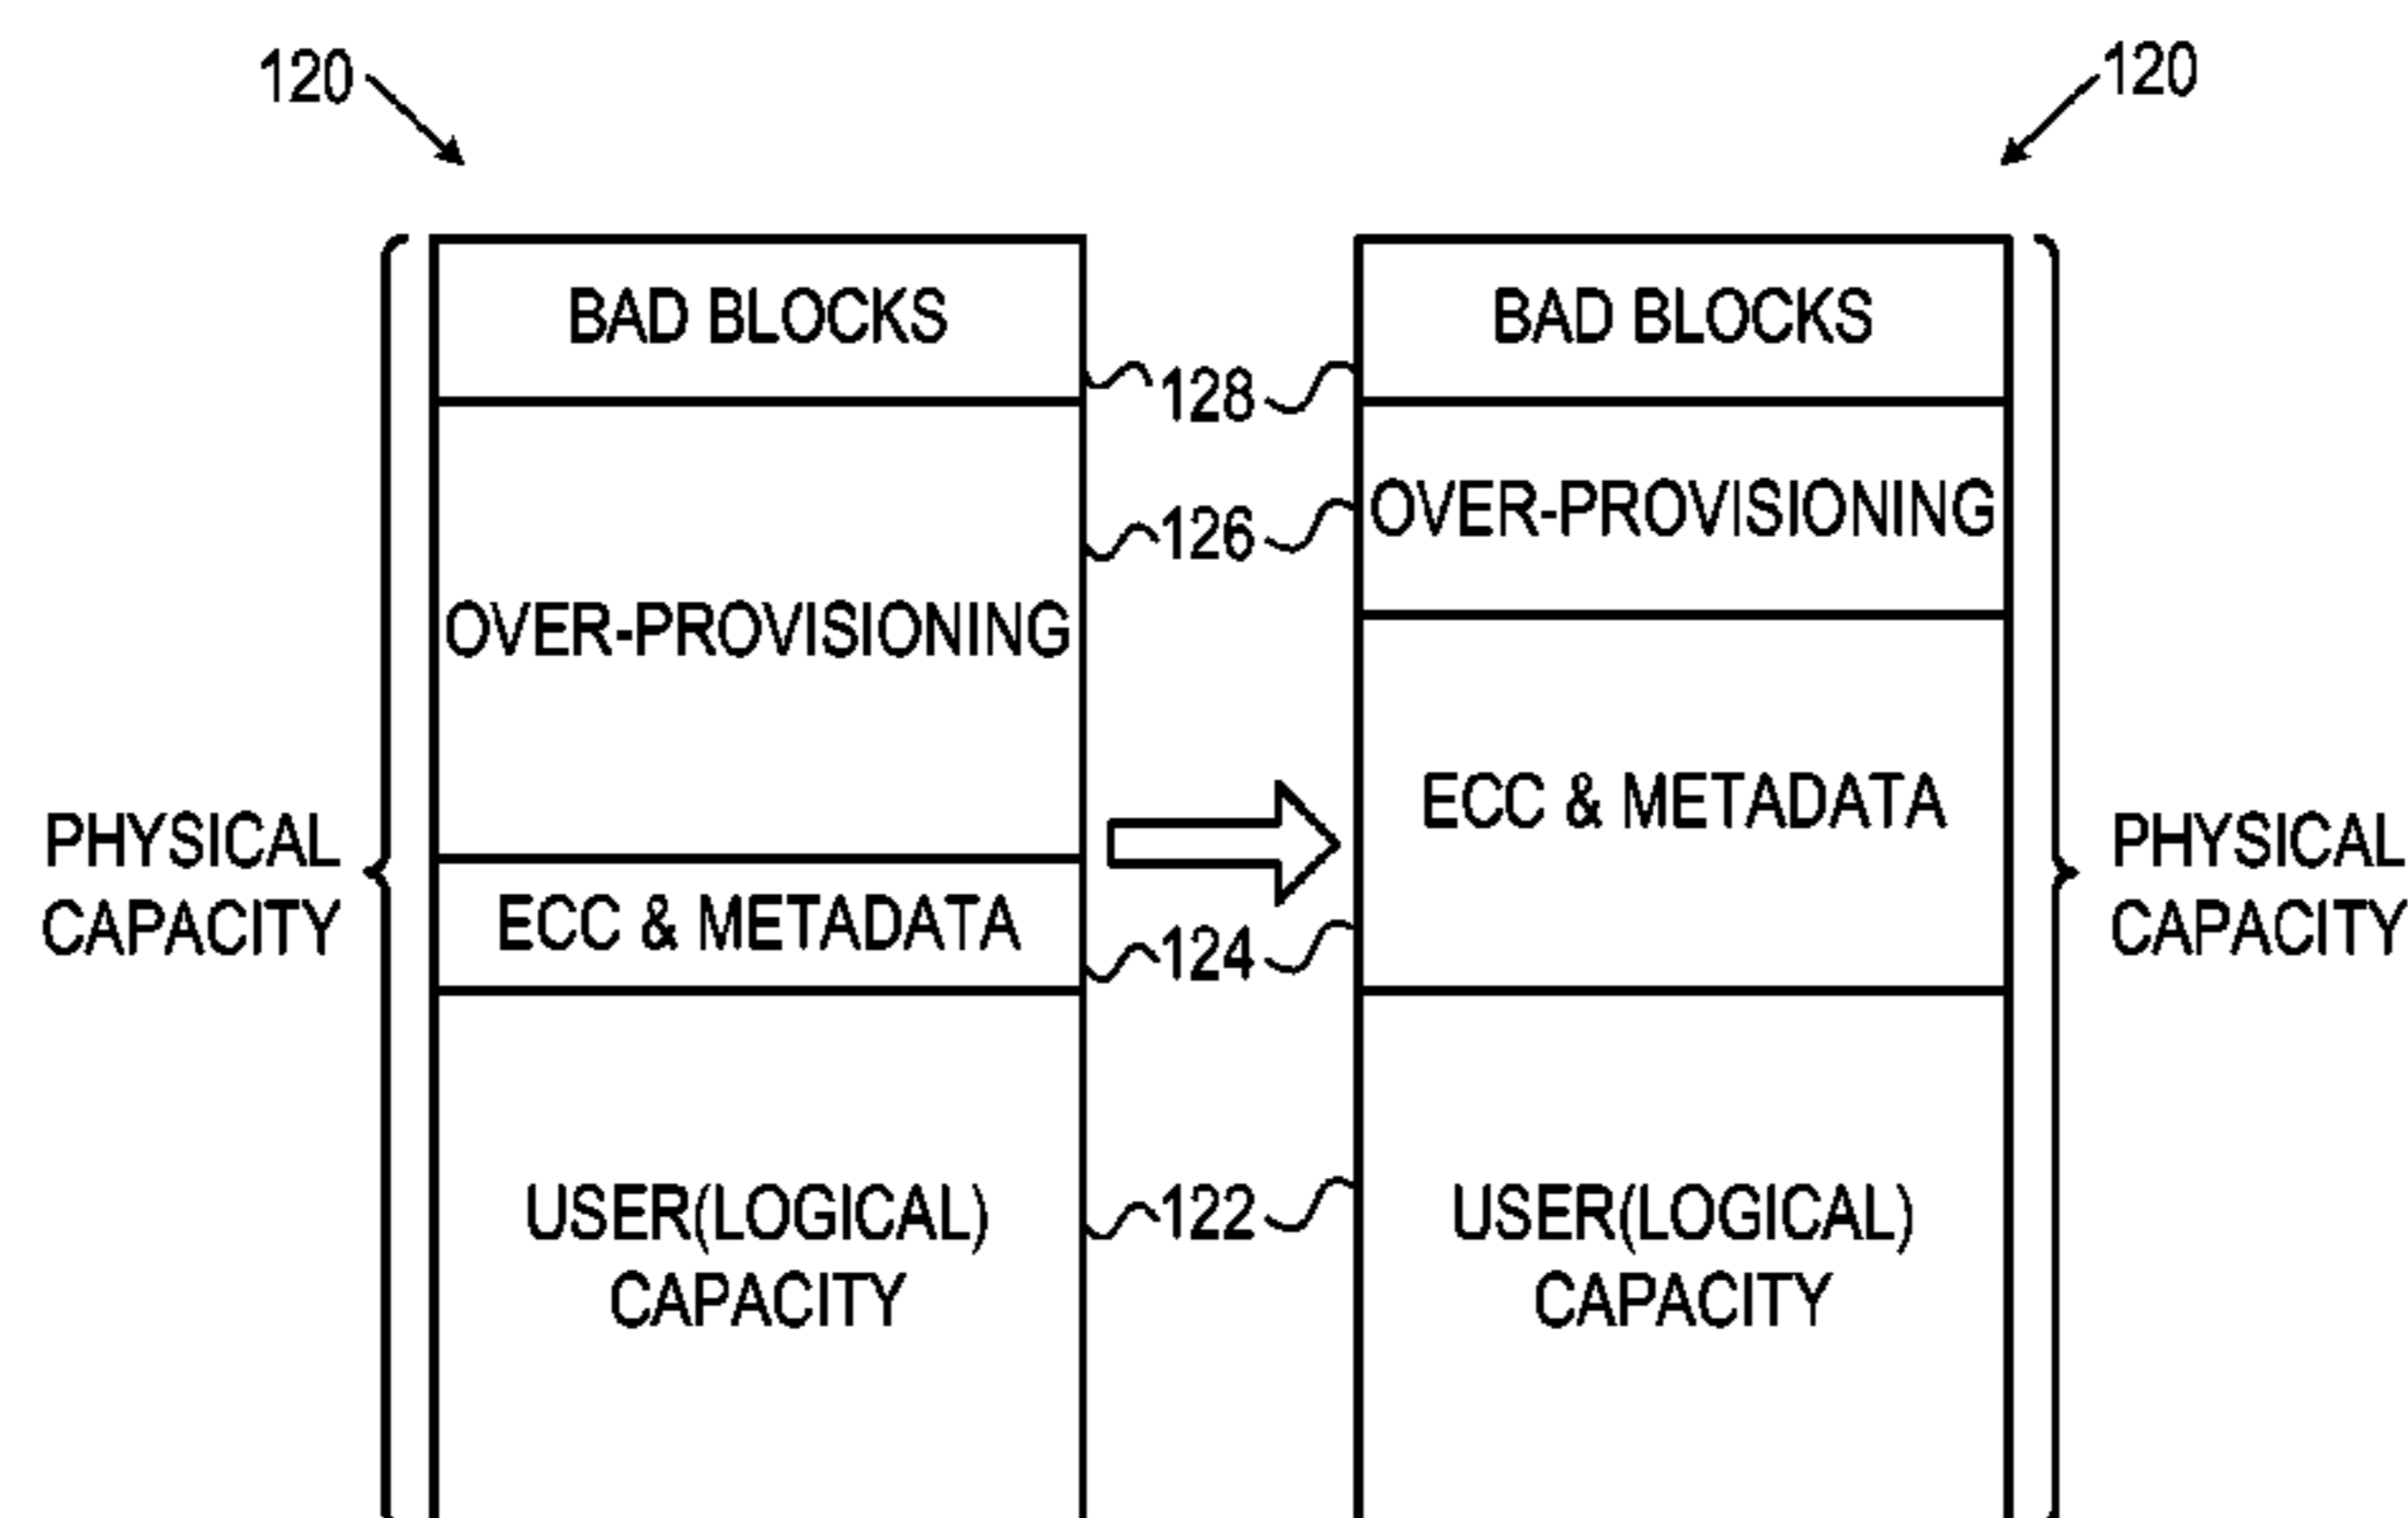 120
120
BAD BLOCKS
BAD BLOCKS
128
OVER-PROVISIONING
126
OVER-PROVISIONING
ECC & METADATA
PHYSICAL
CAPACITY
PHYSICAL
CAPACITY
ECC & METADATA
124
USER(LOGICAL)
CAPACITY
122
USER(LOGICAL)
CAPACITY